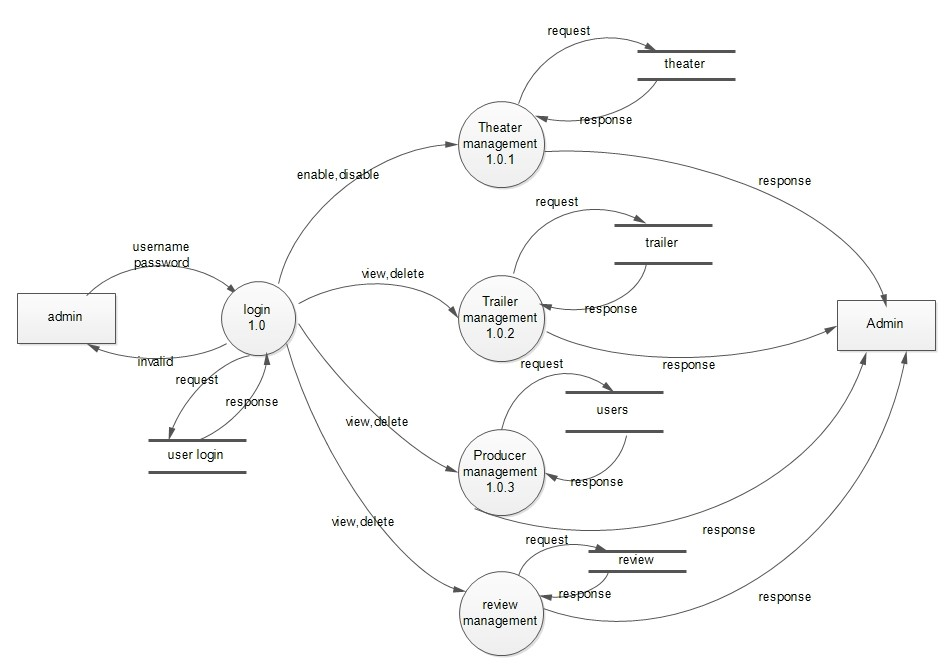 request
theater
response
Theater
management
1.0.1
enable,disable
response
request
trailer
view,delete
response
Trailer
management
1.0.2
response
username
password
admin
login
1.0
invalid
request
response
user login
Admin
request
users
view,delete
Producer
management
1.0.3
response
view,delete
response
request
review
response
review
management
response